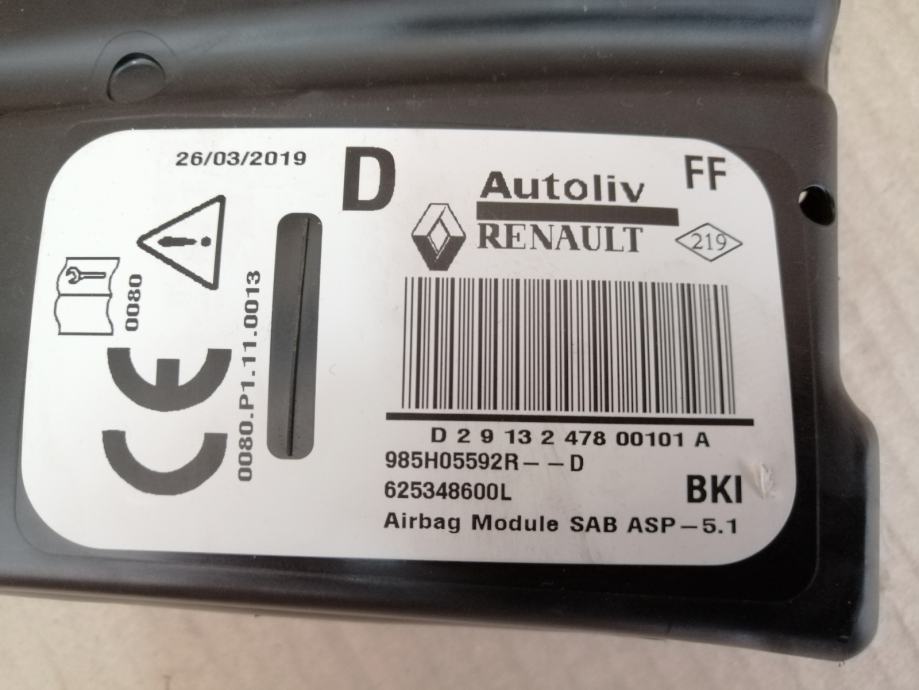 26/03/2019
D
FF
Autoliv
RENAULT
219
0080
0080.P1.11.0013
CE
D 2 9 13 2 478 00101 A
985H05592R--D
625348600L
BKI
Airbag Module SAB ASP-5.1